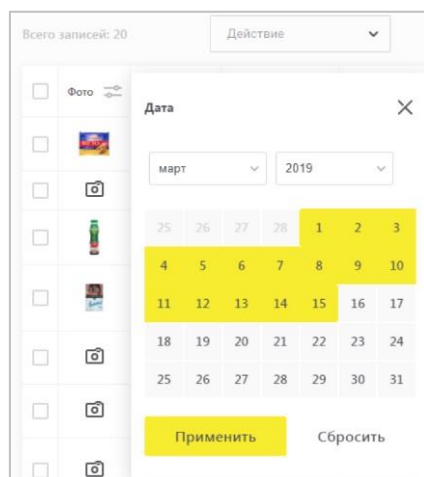 Всего записей: 20
Действие
Фото
Дата
март 2019
25 26 27 28 1 2 3
4 5 6 7 8 9 10
11 12 13 14 15 16 17
18 19 20 21 22 23 24
25 26 27 28 29 30 31
Применить Сбросить